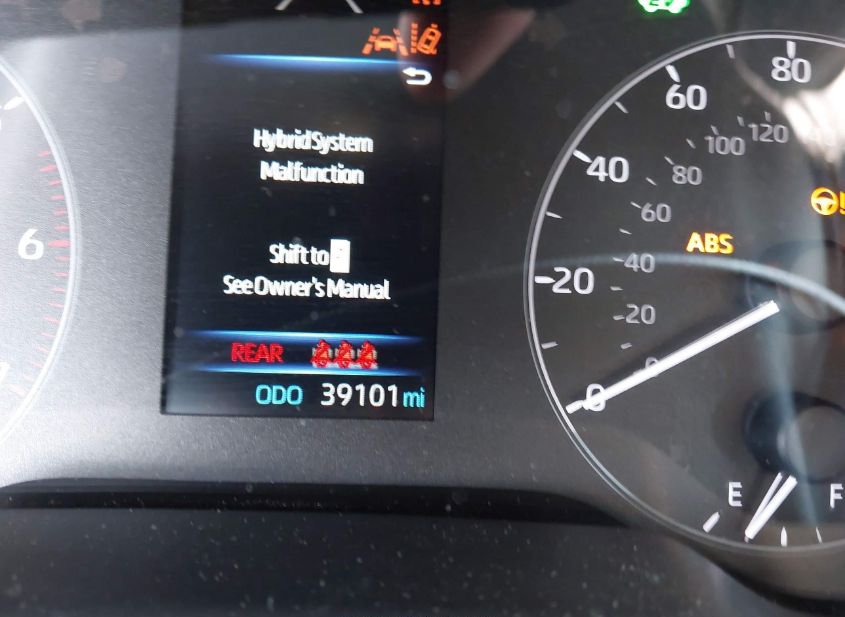 Hybrid System
Malfunction
Shift to P
See Owner's Manual
REAR
ODO 39101 mi
6
0
20
40
60
80
0
20
40
60
80
100
120
ABS
E
F